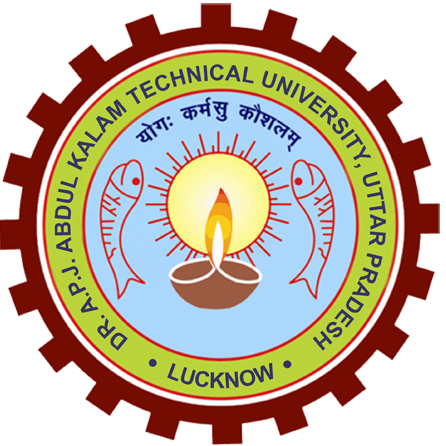 DR. A.P.J. ABDUL KALAM TECHNICAL UNIVERSITY, UTTAR PRADESH
योगः कर्मसु कौशलम्
• LUCKNOW •